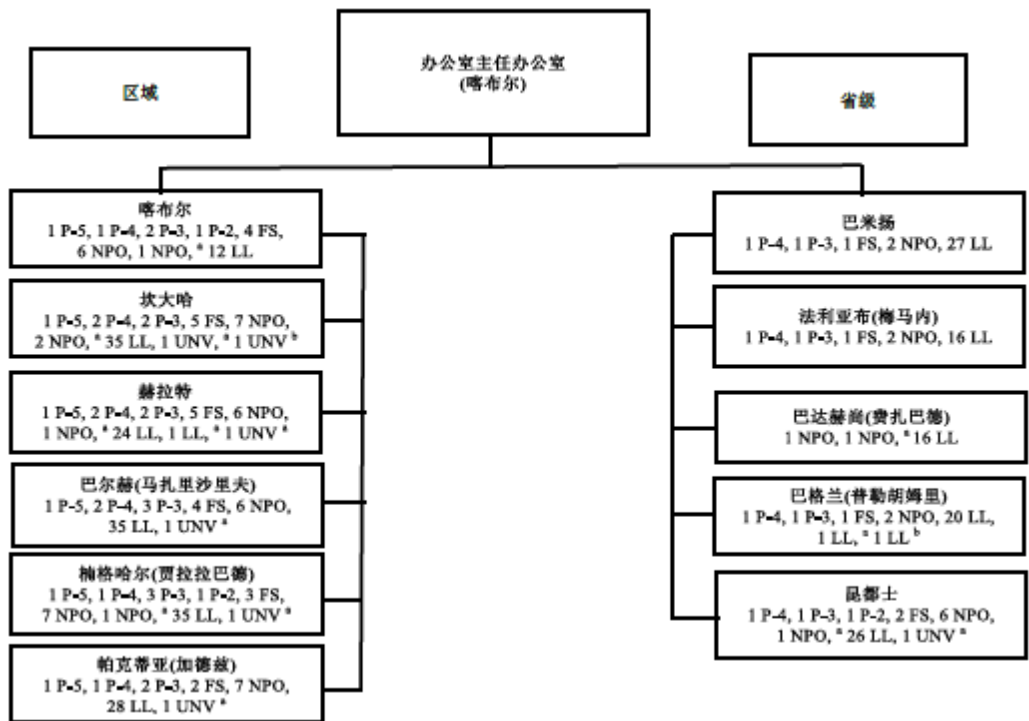 办公室主任办公室
(喀布尔)
区域
省级
喀布尔
1 P-5, 1 P-4, 2 P-3, 1 P-2, 4 FS,
6 NPO, 1 NPO, ª 12 LL
坎大哈
1 P-5, 2 P-4, 2 P-3, 5 FS, 7 NPO,
2 NPO, ª 35 LL, 1 UNV, ª 1 UNV ᵇ
赫拉特
1 P-5, 2 P-4, 2 P-3, 5 FS, 6 NPO,
1 NPO, ª 24 LL, 1 LL, ª 1 UNV ª
巴尔赫(马扎里沙里夫)
1 P-5, 2 P-4, 3 P-3, 4 FS, 6 NPO,
35 LL, 1 UNV ª
楠格哈尔(贾拉拉巴德)
1 P-5, 1 P-4, 3 P-3, 1 P-2, 3 FS,
7 NPO, 1 NPO, ª 35 LL, 1 UNV ª
帕克蒂亚(加德兹)
1 P-5, 1 P-4, 2 P-3, 2 FS, 7 NPO,
28 LL, 1 UNV ª
巴米扬
1 P-4, 1 P-3, 1 FS, 2 NPO, 27 LL
法利亚布(梅马内)
1 P-4, 1 P-3, 1 FS, 2 NPO, 16 LL
巴达赫尚(费扎巴德)
1 NPO, 1 NPO, ª 16 LL
巴格兰(普勒胡姆里)
1 P-4, 1 P-3, 1 FS, 2 NPO, 20 LL,
1 LL, ª 1 LL ᵇ
昆都士
1 P-4, 1 P-3, 1 P-2, 2 FS, 6 NPO,
1 NPO, ª 26 LL, 1 UNV ª